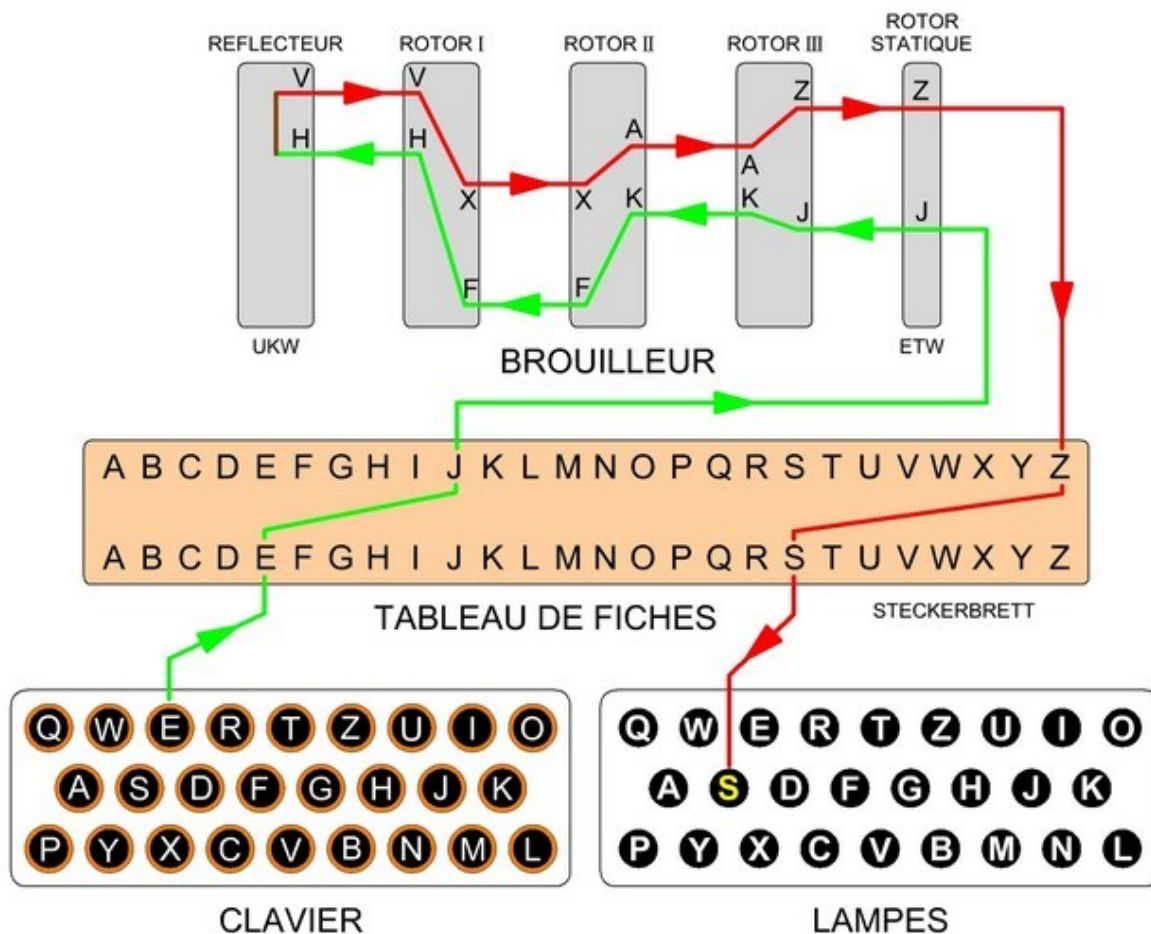 REFLECTEUR ROTOR I ROTOR II ROTOR III ROTOR STATIQUE
V V Z Z
H H A A
X X K K J J
F F
UKW ETW
BROUILLEUR
A B C D E F G H I J K L M N O P Q R S T U V W X Y Z
A B C D E F G H I J K L M N O P Q R S T U V W X Y Z
TABLEAU DE FICHES STECKERBRETT
Q W E R T Z U I O
A S D F G H J K
P Y X C V B N M L
CLAVIER
Q W E R T Z U I O
A S D F G H J K
P Y X C V B M N L
LAMPES